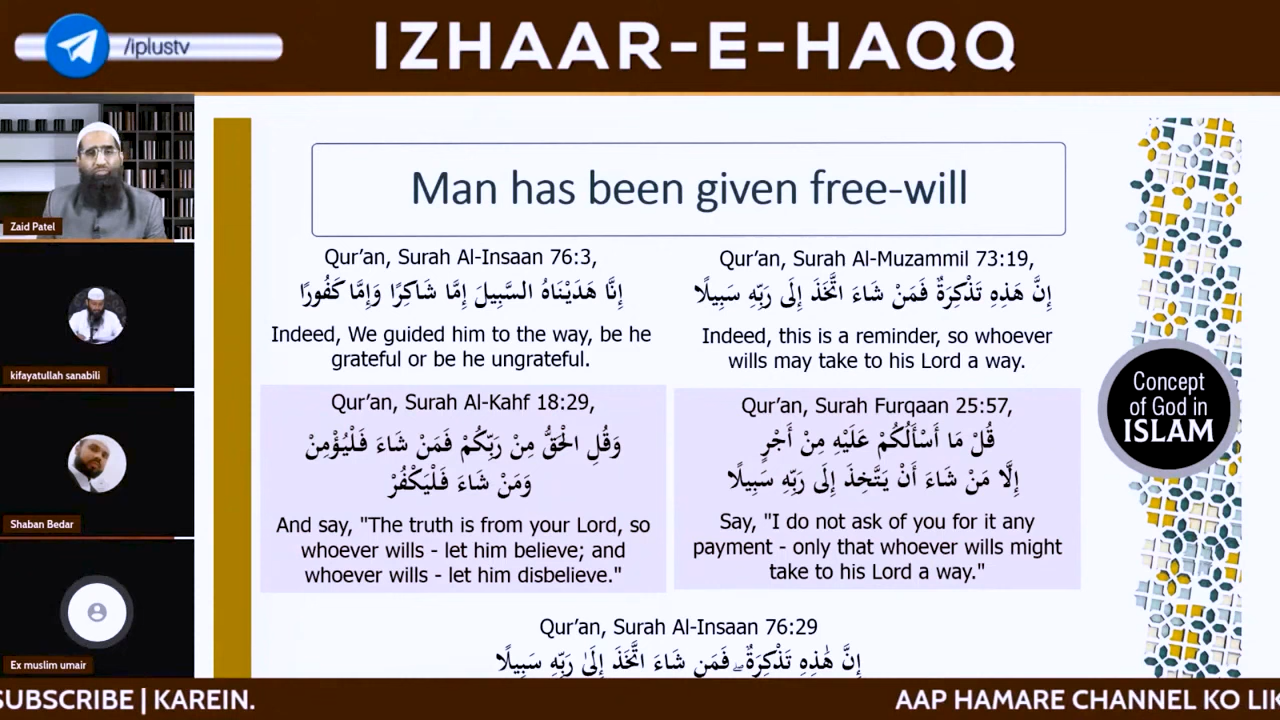 /iplustv
IZHAAR-E-HAQQ
Zaid Patel
kifayatullah sanabili
Shaban Bedar
Ex muslim umair
Man has been given free-will
Qur’an, Surah Al-Insaan 76:3,
إِنَّا هَدَيْنَاهُ السَّبِيلَ إِمَّا شَاكِرًا وَإِمَّا كَفُورًا
Indeed, We guided him to the way, be he
grateful or be he ungrateful.
Qur’an, Surah Al-Muzammil 73:19,
إِنَّ هَذِهِ تَذْكِرَةٌ فَمَنْ شَاءَ اتَّخَذَ إِلَى رَبِّهِ سَبِيلًا
Indeed, this is a reminder, so whoever
wills may take to his Lord a way.
Qur’an, Surah Al-Kahf 18:29,
وَقُلِ الْحَقُّ مِنْ رَبِّكُمْ فَمَنْ شَاءَ فَلْيُؤْمِنْ
وَمَنْ شَاءَ فَلْيَكْفُرْ
And say, "The truth is from your Lord, so
whoever wills - let him believe; and
whoever wills - let him disbelieve."
Qur’an, Surah Furqaan 25:57,
قُلْ مَا أَسْأَلُكُمْ عَلَيْهِ مِنْ أَجْرٍ
إِلَّا مَنْ شَاءَ أَنْ يَتَّخِذَ إِلَى رَبِّهِ سَبِيلًا
Say, "I do not ask of you for it any
payment - only that whoever wills might
take to his Lord a way."
Qur’an, Surah Al-Insaan 76:29
إِنَّ هَٰذِهِ تَذْكِرَةٌ ۖ فَمَن شَاءَ اتَّخَذَ إِلَىٰ رَبِّهِ سَبِيلًا
Concept
of God in
ISLAM
SUBSCRIBE | KAREIN.
AAP HAMARE CHANNEL KO LIK